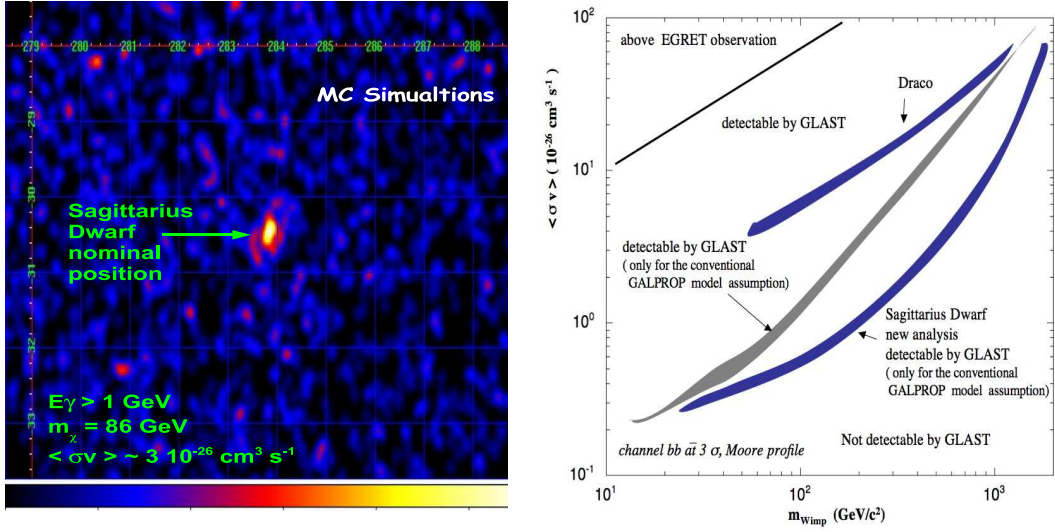 279 280 281 282 283 284 285 286 287 288
MC Simualtions
-29
-30
Sagittarius
Dwarf
nominal
position
-31
-32
-33
Eγ > 1 GeV
mχ = 86 GeV
< σv > ~ 3 10-26 cm3 s-1
102
above EGRET observation
Draco
detectable by GLAST
< σ v > ( 10-26 cm3 s-1)
101
detectable by GLAST
( only for the conventional
GALPROP model assumption)
100
Sagittarius Dwarf
new analysis
detectable by GLAST
( only for the conventional
GALPROP model assumption)
Not detectable by GLAST
channel bb at 3 σ, Moore profile
10-1
101 102 103
mWimp (GeV/c2)